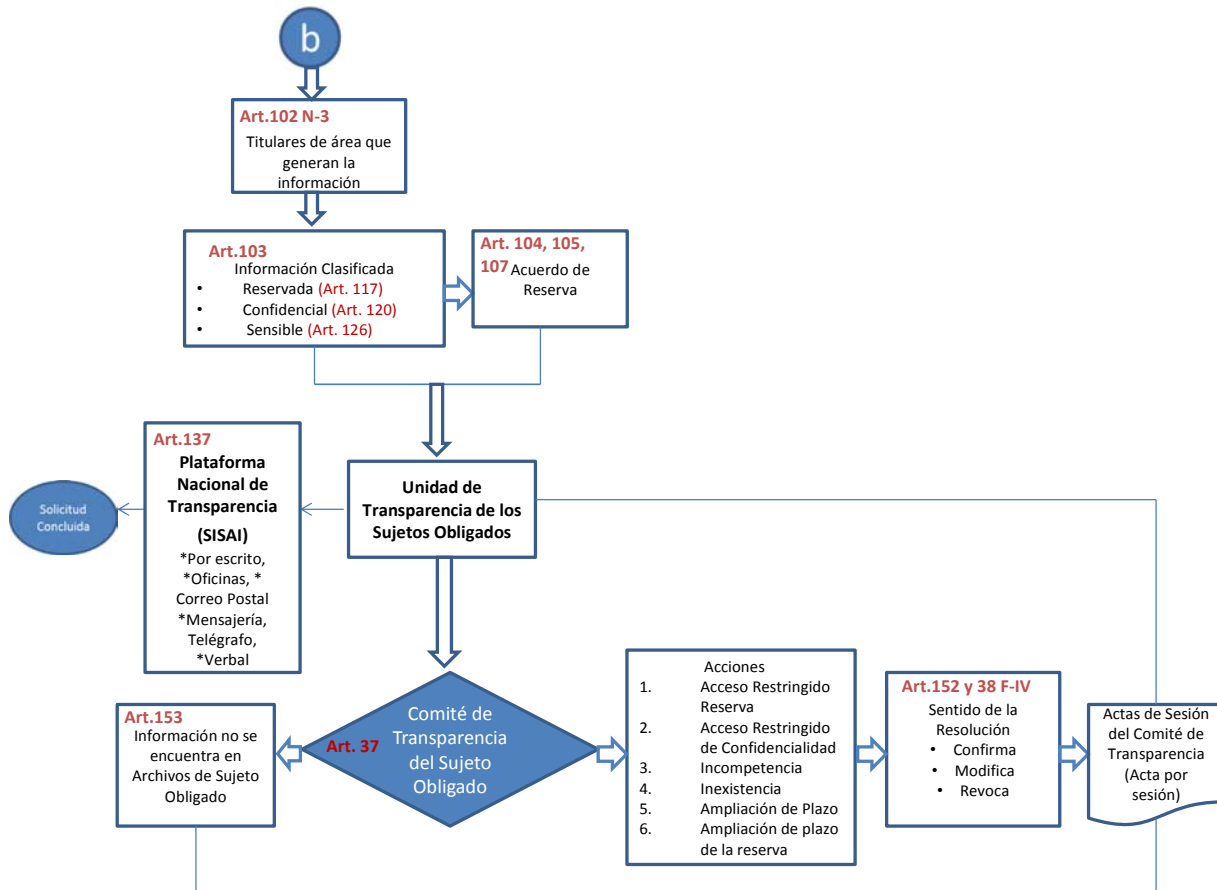 b
Art.102 N-3
Titulares de área que
generan la
información
Art.103
Información Clasificada
• Reservada (Art. 117)
• Confidencial (Art. 120)
• Sensible (Art. 126)
Art. 104, 105,
107 Acuerdo de
Reserva
Art.137
Plataforma
Nacional de
Transparencia
(SISAI)
*Por escrito,
*Oficinas, *
Correo Postal
*Mensajería,
Telégrafo,
*Verbal
Solicitud
Concluida
Unidad de
Transparencia de los
Sujetos Obligados
Art. 37
Comité de
Transparencia
del Sujeto
Obligado
Art.153
Información no se
encuentra en
Archivos de Sujeto
Obligado
Acciones
1. Acceso Restringido
Reserva
2. Acceso Restringido
de Confidencialidad
3. Incompetencia
4. Inexistencia
5. Ampliación de Plazo
6. Ampliación de plazo
de la reserva
Art.152 y 38 F-IV
Sentido de la
Resolución
• Confirma
• Modifica
• Revoca
Actas de Sesión
del Comité de
Transparencia
(Acta por
sesión)